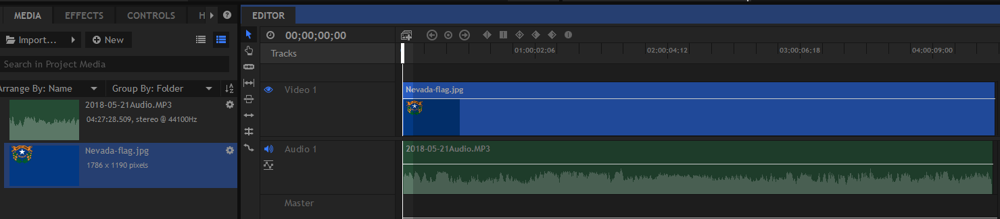 MEDIA EFFECTS CONTROLS H ?
Import... New
Search in Project Media
Arrange By: Name Group By: Folder
2018-05-21Audio.MP3
04:27:28.509, stereo @ 44100Hz
Nevada-flag.jpg
1786 x 1190 pixels
EDITOR
00;00;00;00
Tracks
01;00;02;06 02;00;04;12 03;00;06;18 04;00;09;00
Video 1
Nevada-flag.jpg
Audio 1
2018-05-21Audio.MP3
Master